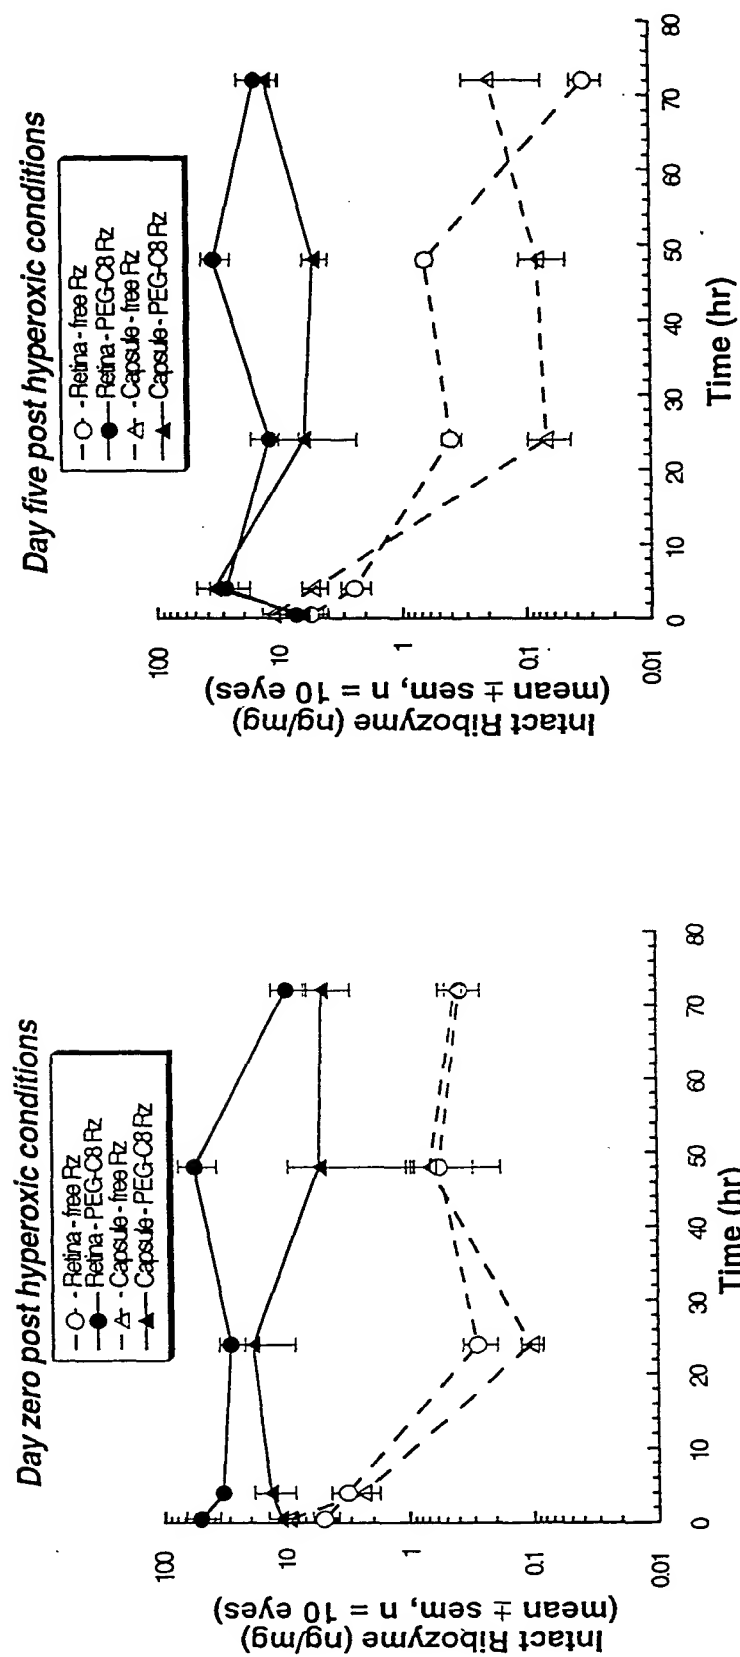 Day zero post hyperoxic conditions
- Retina - free Rz
Retina - PEG-C8 Rz
- Capsule - free Rz
Capsule - PEG-C8 Rz
Intact Ribozyme (ng/mg)
(mean ± sem, n = 10 eyes)
100
10
1
0.1
0.01
0
10
20
30
40
50
60
70
80
Time (hr)
Day five post hyperoxic conditions
- Retina - free Rz
Retina - PEG-C8 Rz
- Capsule - free Rz
Capsule - PEG-C8 Rz
Intact Ribozyme (ng/mg)
(mean ± sem, n = 10 eyes)
100
10
1
0.1
0.01
0
10
20
30
40
50
60
70
80
Time (hr)